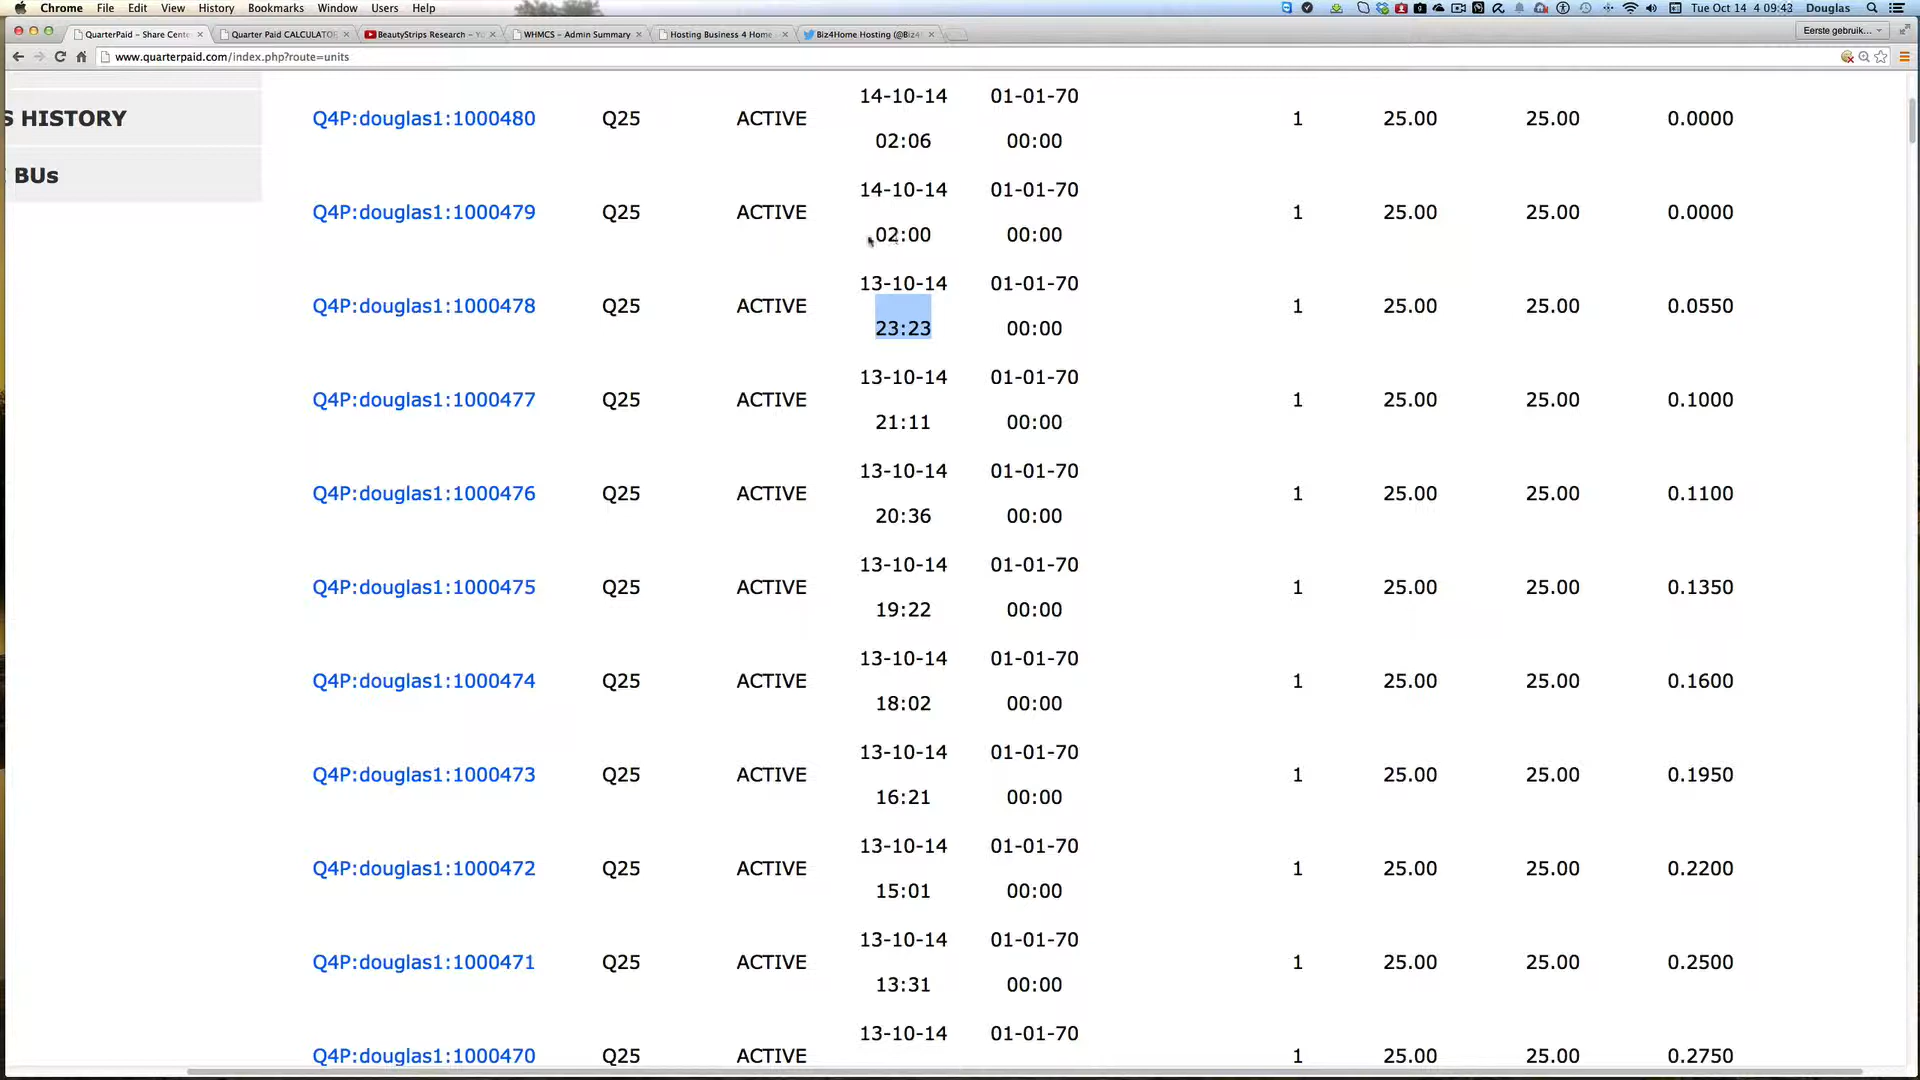 Chrome File Edit View History Bookmarks Window Users Help Tue Oct 14 4 09:43 Douglas
QuarterPaid – Share Cente Quarter Paid CALCULATOR BeautyStrips Research – Yo WHMCS – Admin Summary Hosting Business 4 Home Biz4Home Hosting (@Biz4 Eerste gebruik...
www.quarterpaid.com/index.php?route=units
S HISTORY
BUs
14-10-14 01-01-70
Q4P:douglas1:1000480 Q25 ACTIVE 1 25.00 25.00 0.0000
02:06 00:00
14-10-14 01-01-70
Q4P:douglas1:1000479 Q25 ACTIVE 1 25.00 25.00 0.0000
02:00 00:00
13-10-14 01-01-70
Q4P:douglas1:1000478 Q25 ACTIVE 1 25.00 25.00 0.0550
23:23 00:00
13-10-14 01-01-70
Q4P:douglas1:1000477 Q25 ACTIVE 1 25.00 25.00 0.1000
21:11 00:00
13-10-14 01-01-70
Q4P:douglas1:1000476 Q25 ACTIVE 1 25.00 25.00 0.1100
20:36 00:00
13-10-14 01-01-70
Q4P:douglas1:1000475 Q25 ACTIVE 1 25.00 25.00 0.1350
19:22 00:00
13-10-14 01-01-70
Q4P:douglas1:1000474 Q25 ACTIVE 1 25.00 25.00 0.1600
18:02 00:00
13-10-14 01-01-70
Q4P:douglas1:1000473 Q25 ACTIVE 1 25.00 25.00 0.1950
16:21 00:00
13-10-14 01-01-70
Q4P:douglas1:1000472 Q25 ACTIVE 1 25.00 25.00 0.2200
15:01 00:00
13-10-14 01-01-70
Q4P:douglas1:1000471 Q25 ACTIVE 1 25.00 25.00 0.2500
13:31 00:00
13-10-14 01-01-70
Q4P:douglas1:1000470 Q25 ACTIVE 1 25.00 25.00 0.2750